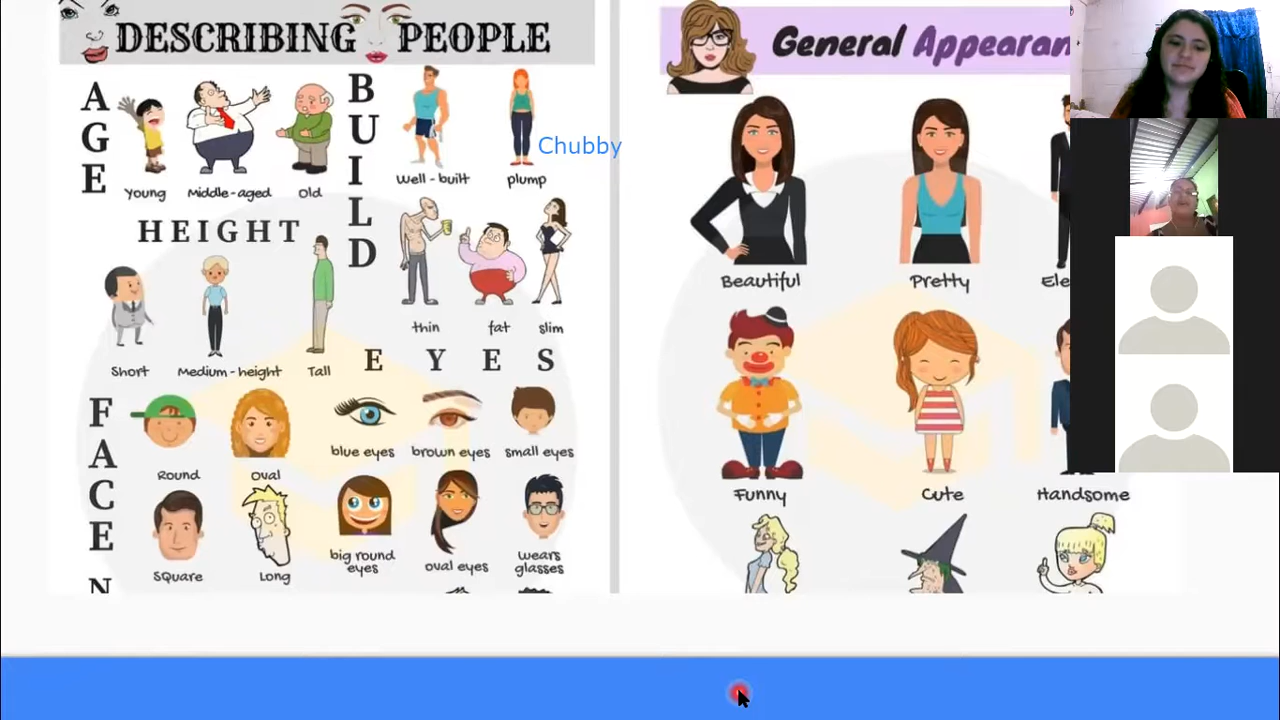 DESCRIBING PEOPLE
AGE
Young
Middle-aged
Old
BUILD
Well-built
plump
Chubby
thin
fat
slim
HEIGHT
Short
Medium-height
Tall
EYES
blue eyes
brown eyes
small eyes
big round
eyes
oval eyes
wears
glasses
FACE
Round
Oval
Square
Long
N
General Appearan
Beautiful
Pretty
Ele
Funny
Cute
Handsome